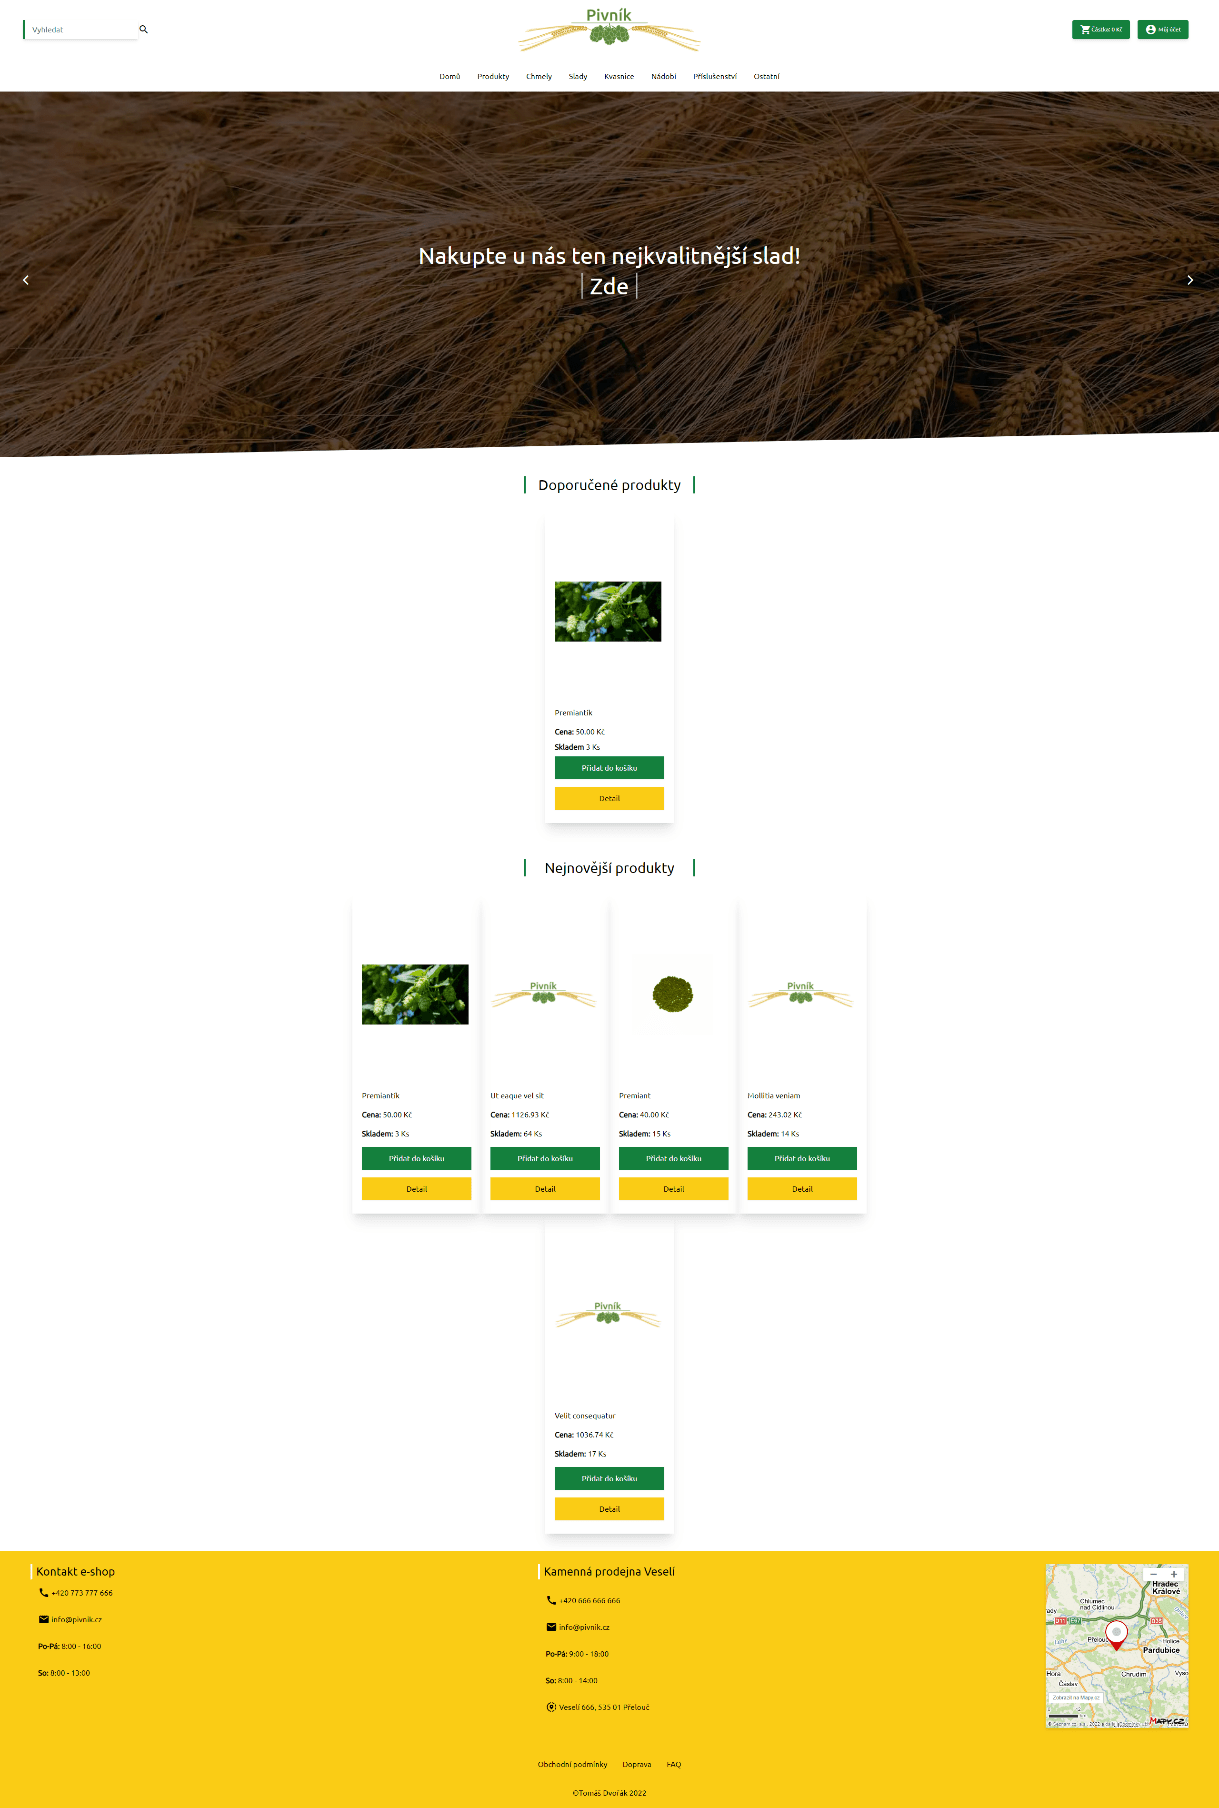 Vyhledat
Pivník
Částka: 0 Kč
Můj účet
Domů
Produkty
Chmely
Slady
Kvasnice
Nádobí
Příslušenství
Ostatní
Nakupte u nás ten nejkvalitnější slad!
Zde
Doporučené produkty
Premiantík
Cena: 50.00 Kč
Skladem 3 Ks
Přidat do košíku
Detail
Nejnovější produkty
Premiantík
Cena: 50.00 Kč
Skladem: 3 Ks
Přidat do košíku
Detail
Pivník
Ut eaque vel sit
Cena: 1126.93 Kč
Skladem: 64 Ks
Přidat do košíku
Detail
Premiant
Cena: 40.00 Kč
Skladem: 15 Ks
Přidat do košíku
Detail
Pivník
Mollitia veniam
Cena: 243.02 Kč
Skladem: 14 Ks
Přidat do košíku
Detail
Pivník
Velit consequatur
Cena: 1036.74 Kč
Skladem: 17 Ks
Přidat do košíku
Detail
Kontakt e-shop
+420 773 777 666
info@pivnik.cz
Po-Pá: 8:00 - 16:00
So: 8:00 - 13:00
Kamenná prodejna Veselí
+420 666 666 666
info@pivnik.cz
Po-Pá: 9:00 - 18:00
So: 8:00 - 14:00
Veselí 666, 535 01 Přelouč
Hradec
Králové
Chlumec
nad Cidlinou
Přelouč
Holice
Pardubice
Hora
Chrudim
Čáslav
Zobrazit na Mapy.cz
Mapy.cz
Obchodní podmínky
Doprava
FAQ
©Tomáš Dvořák 2022